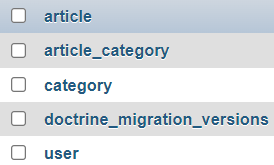 article
article_category
category
doctrine_migration_versions
user